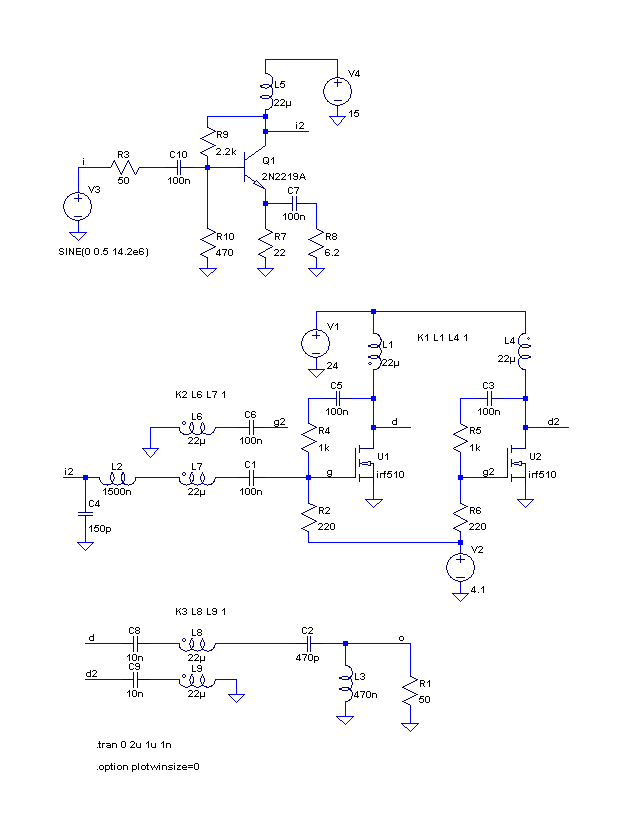 V4
L5
22µ
15
i2
R9
2.2k
Q1
2N2219A
i
R3
50
C10
100n
V3
SINE(0 0.5 14.2e6)
C7
100n
R10
470
R7
22
R8
6.2
V1
24
K1 L1 L4 1
L1
22µ
L4
22µ
K2 L6 L7 1
C5
100n
C3
100n
L6
22µ
C6
100n
g2
R4
1k
d
U1
irf510
R5
1k
d2
U2
irf510
i2
L2
1500n
L7
22µ
C1
100n
g
g2
C4
150p
R2
220
R6
220
V2
4.1
K3 L8 L9 1
d
C8
10n
L8
22µ
C2
470p
o
d2
C9
10n
L9
22µ
L3
470n
R1
50
.tran 0 2u 1u 1n
.option plotwinsize=0